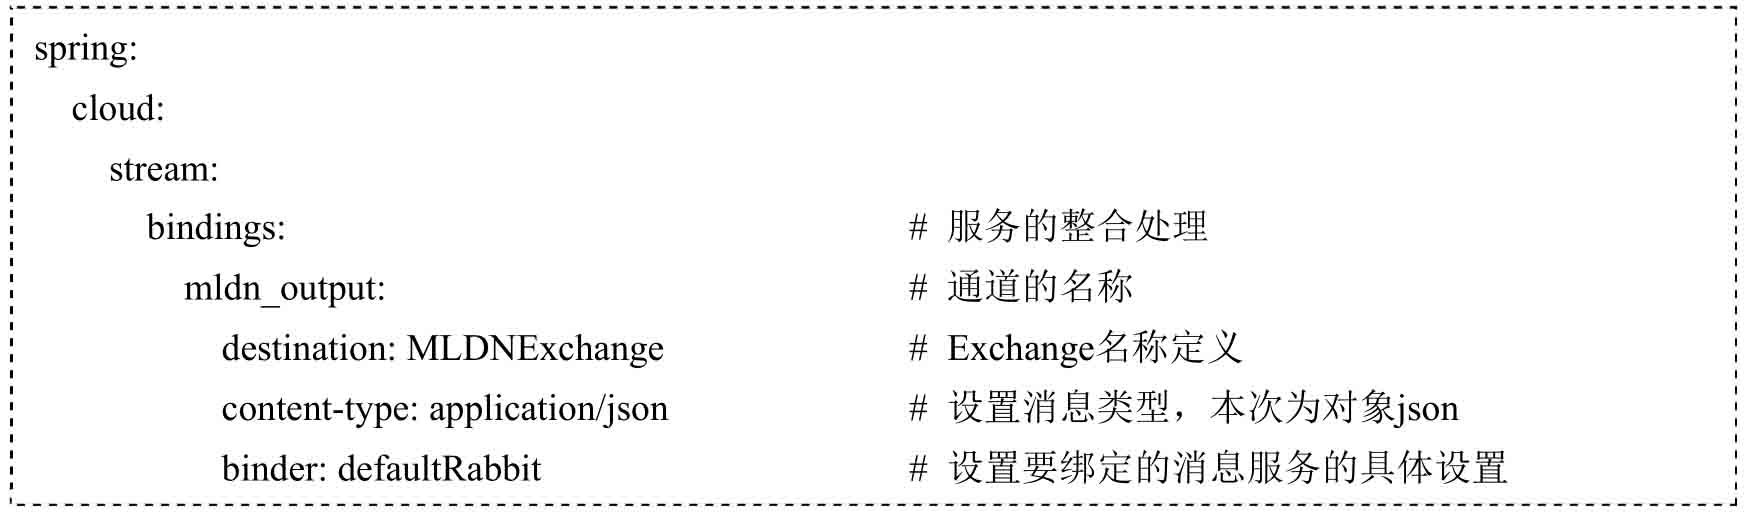 spring:
  cloud:
    stream:
      bindings: # 服务的整合处理
        mldn_output: # 通道的名称
          destination: MLDNExchange # Exchange名称定义
          content-type: application/json # 设置消息类型，本次为对象json
          binder: defaultRabbit # 设置要绑定的消息服务的具体设置